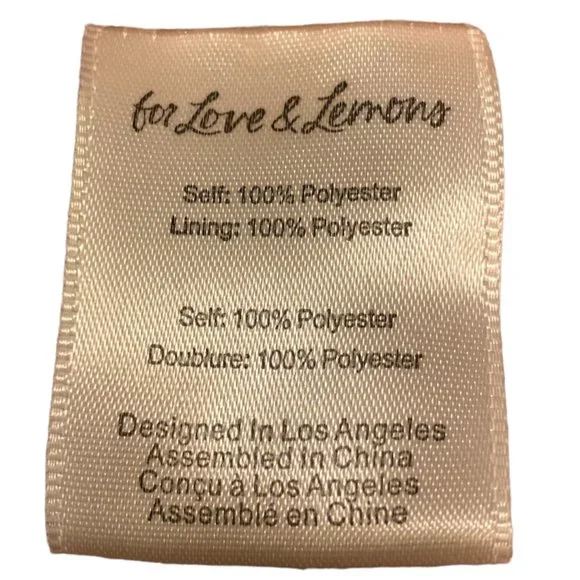 for Love & Lemons
Self: 100% Polyester
Lining: 100% Polyester
Self: 100% Polyester
Doublure: 100% Polyester
Designed In Los Angeles
Assembled in China
Conçu à Los Angeles
Assemblé en Chine